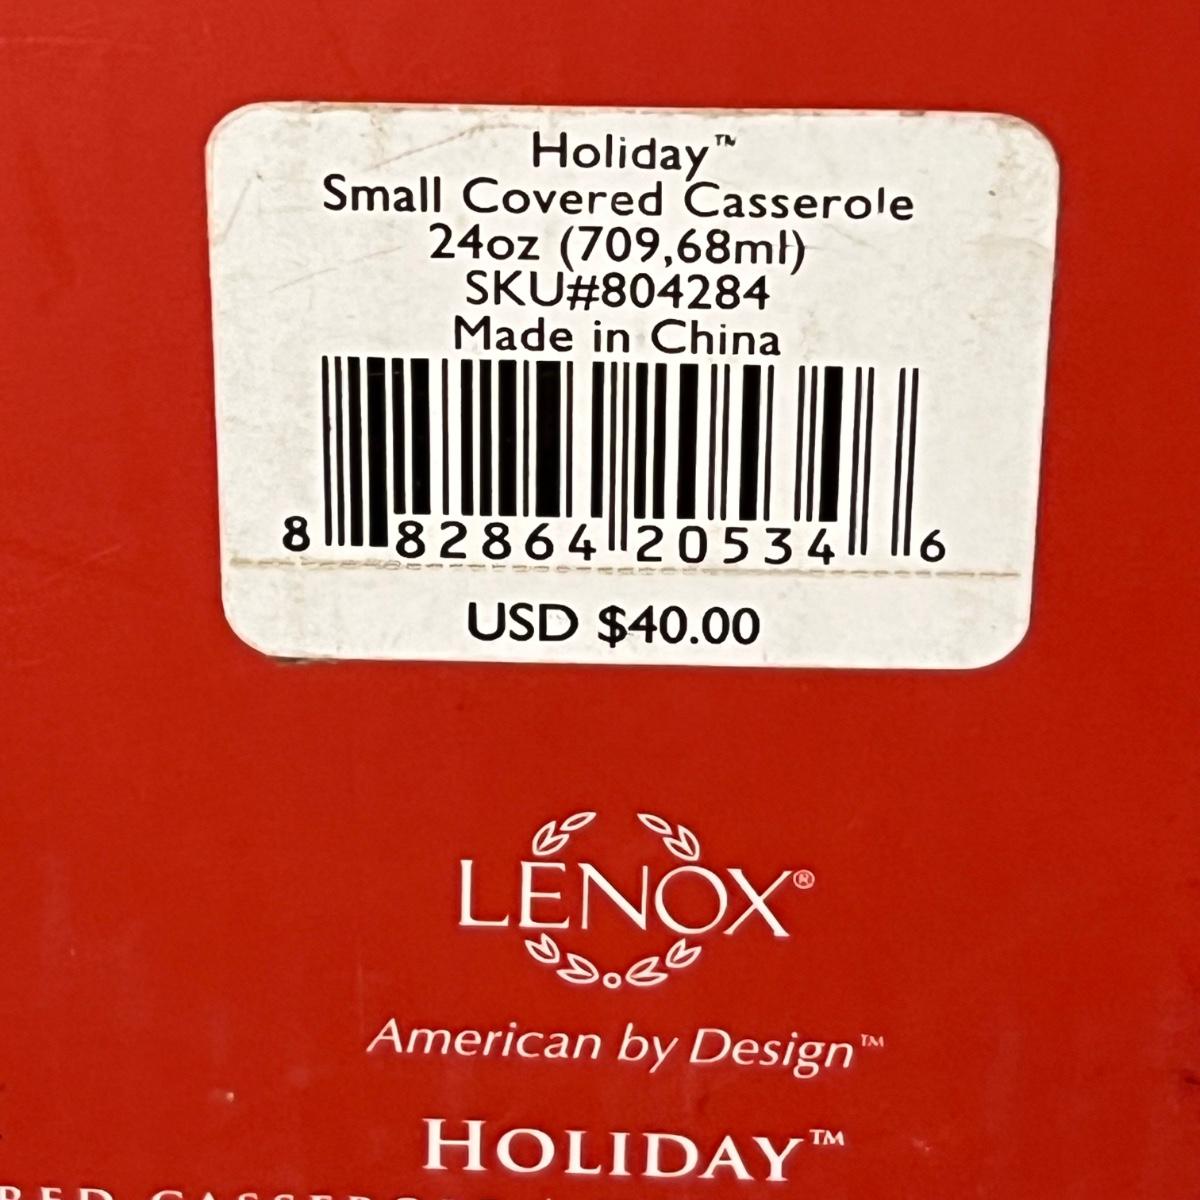 Holiday™
Small Covered Casserole
24oz (709,68ml)
SKU#804284
Made in China
8 82864 20534 6
USD $40.00
LENOX®
American by Design™
HOLIDAY™